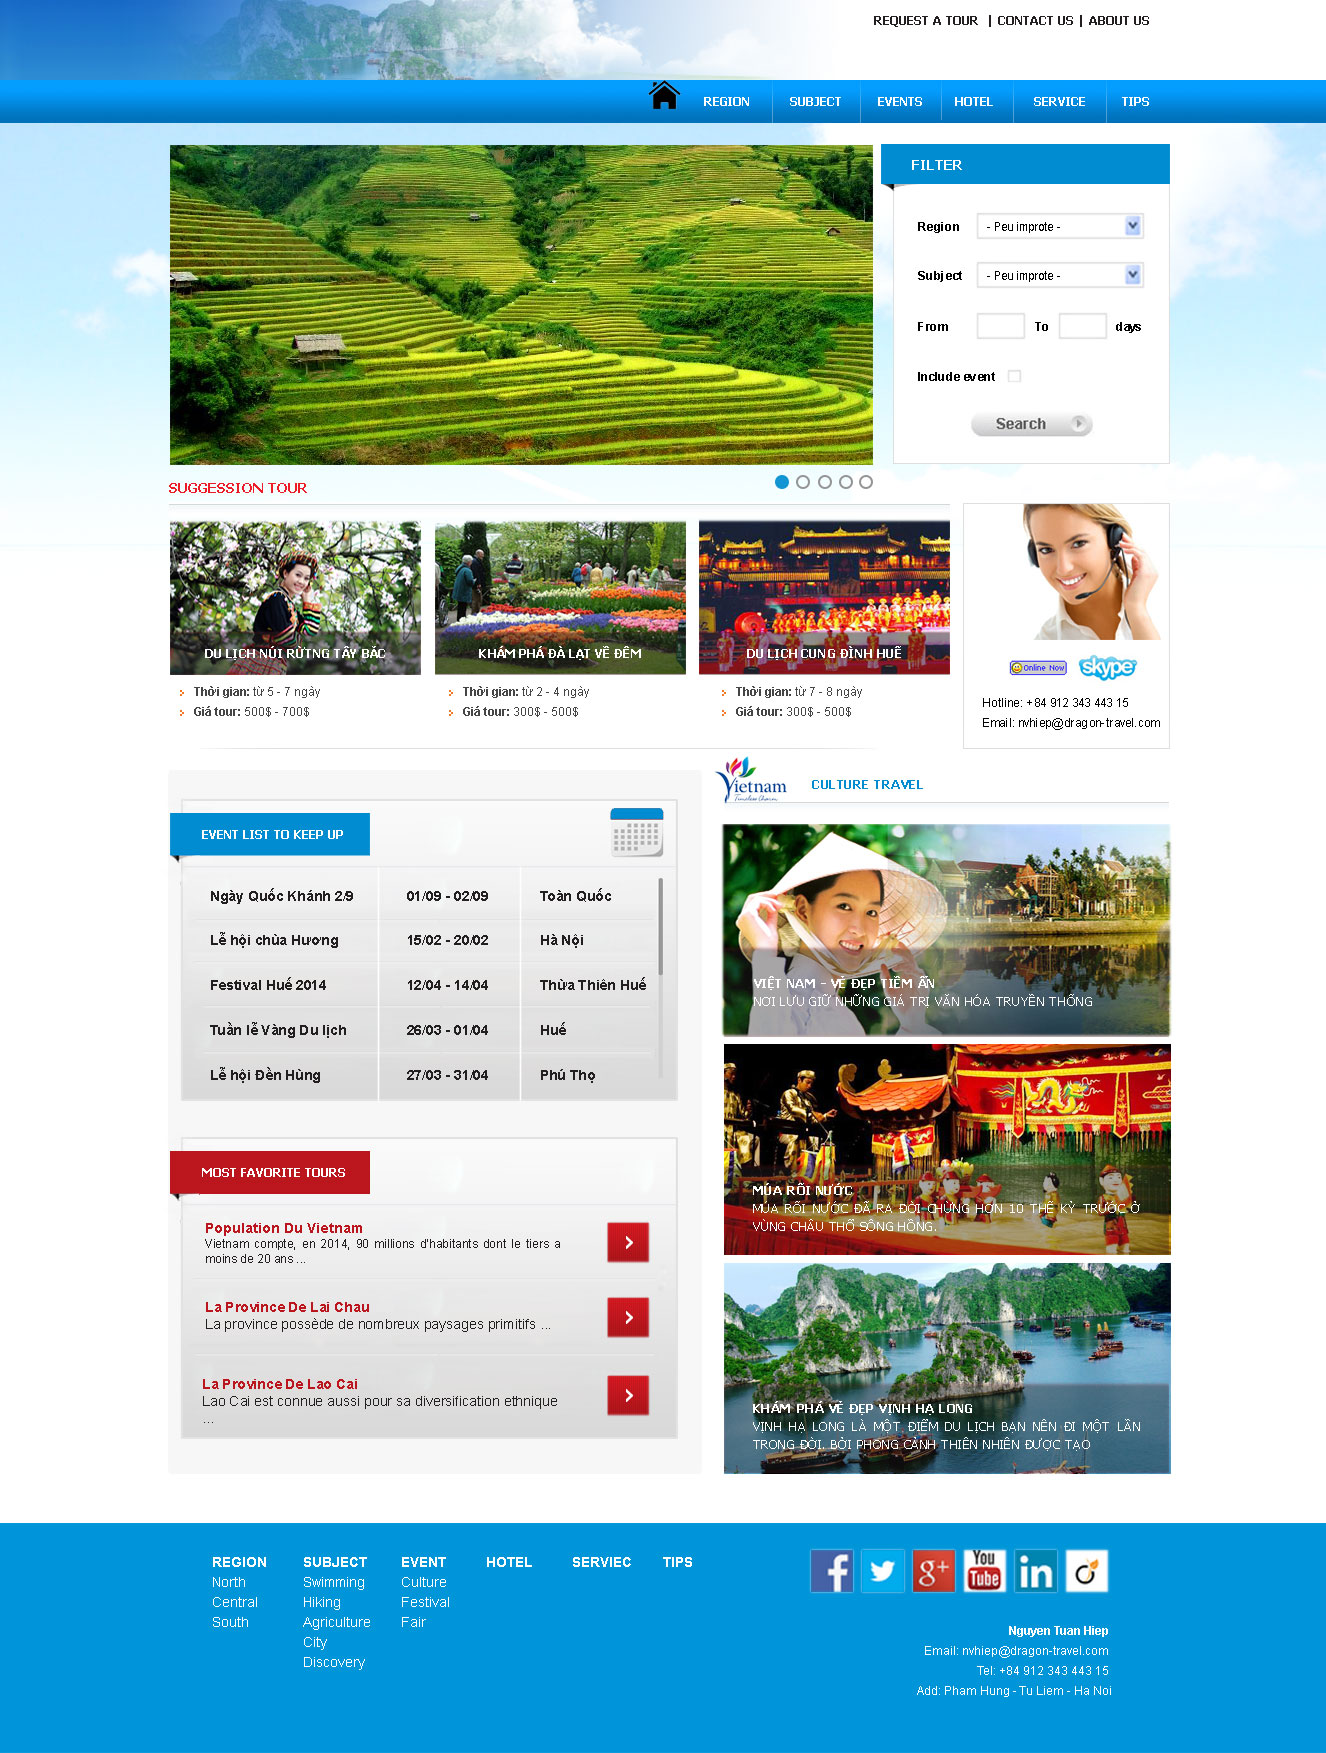 REQUEST A TOUR | CONTACT US | ABOUT US
REGION SUBJECT EVENTS HOTEL SERVICE TIPS
FILTER
Region - Peu improte -
Subject - Peu improte -
From To days
Include event
Search
SUGGESSION TOUR
DU LỊCH NÚI RỪTNG TÂY BẮC
Thời gian: từ 5 - 7 ngày
Giá tour: 500$ - 700$
KHÁM PHÁ ĐÀ LẠT VỀ ĐÊM
Thời gian: từ 2 - 4 ngày
Giá tour: 300$ - 500$
DU LỊCH CUNG ĐÌNH HUẾ
Thời gian: từ 7 - 8 ngày
Giá tour: 300$ - 500$
Online Now skype
Hotline: +84 912 343 443 15
Email: nvhiep@dragon-travel.com
EVENT LIST TO KEEP UP
Ngày Quốc Khánh 2/9 01/09 - 02/09 Toàn Quốc
Lễ hội chùa Hương 15/02 - 20/02 Hà Nội
Festival Huế 2014 12/04 - 14/04 Thừa Thiên Huế
Tuần lễ Vàng Du lịch 26/03 - 01/04 Huế
Lễ hội Đền Hùng 27/03 - 31/04 Phú Thọ
MOST FAVORITE TOURS
Population Du Vietnam
Vietnam compte, en 2014, 90 millions d'habitants dont le tiers a
moins de 20 ans ...
La Province De Lai Chau
La province possède de nombreux paysages primitifs ...
La Province De Lao Cai
Lao Cai est connue aussi pour sa diversification ethnique
...
Vietnam
Timeless Charm
CULTURE TRAVEL
VIỆT NAM - VẺ ĐẸP TIỀM ẨN
NƠI LƯU GIỮ NHỮNG GIÁ TRỊ VĂN HÓA TRUYỀN THỐNG
MÚA RỐI NƯỚC
MÚA RỐI NƯỚC ĐÃ RA ĐỜI CHỪNG HƠN 10 THẾ KỶ TRƯỚC Ở
VÙNG CHÂU THỔ SÔNG HỒNG.
KHÁM PHÁ VẺ ĐẸP VỊNH HẠ LONG
VỊNH HẠ LONG LÀ MỘT ĐIỂM DU LỊCH BẠN NÊN ĐI MỘT LẦN
TRONG ĐỜI. BỞI PHONG CẢNH THIÊN NHIÊN ĐƯỢC TẠO
REGION
North
Central
South
SUBJECT
Swimming
Hiking
Agriculture
City
Discovery
EVENT
Culture
Festival
Fair
HOTEL
SERVIEC
TIPS
f g+ You Tube in
Nguyen Tuan Hiep
Email: nvhiep@dragon-travel.com
Tel: +84 912 343 443 15
Add: Pham Hung - Tu Liem - Ha Noi